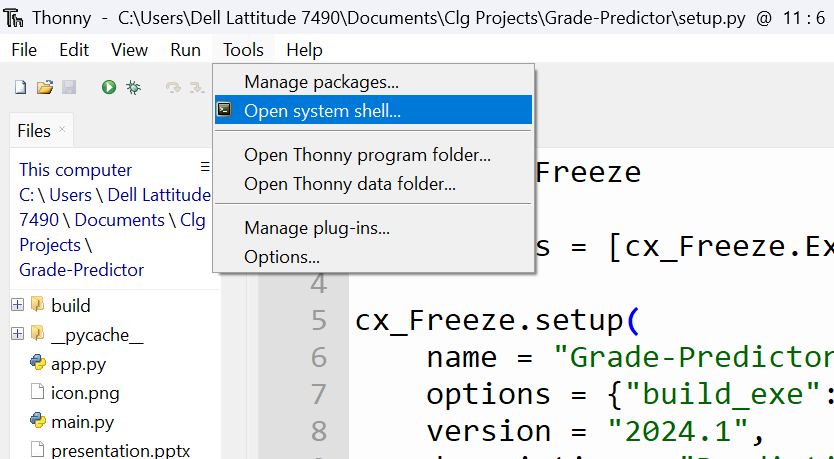 Thonny - C:\Users\Dell Lattitude 7490\Documents\Clg Projects\Grade-Predictor\setup.py @ 11 : 6
File Edit View Run Tools Help
Manage packages...
Open system shell...
Open Thonny program folder...
Open Thonny data folder...
Manage plug-ins...
Options...
Files ×
This computer
C: \ Users \ Dell Lattitude
7490 \ Documents \ Clg
Projects \
Grade-Predictor
build
__pycache__
app.py
icon.png
main.py
presentation.pptx
Freeze
s = [cx_Freeze.Ex
4
5 cx_Freeze.setup(
6 name = "Grade-Predictor
7 options = {"build_exe":
8 version = "2024.1",